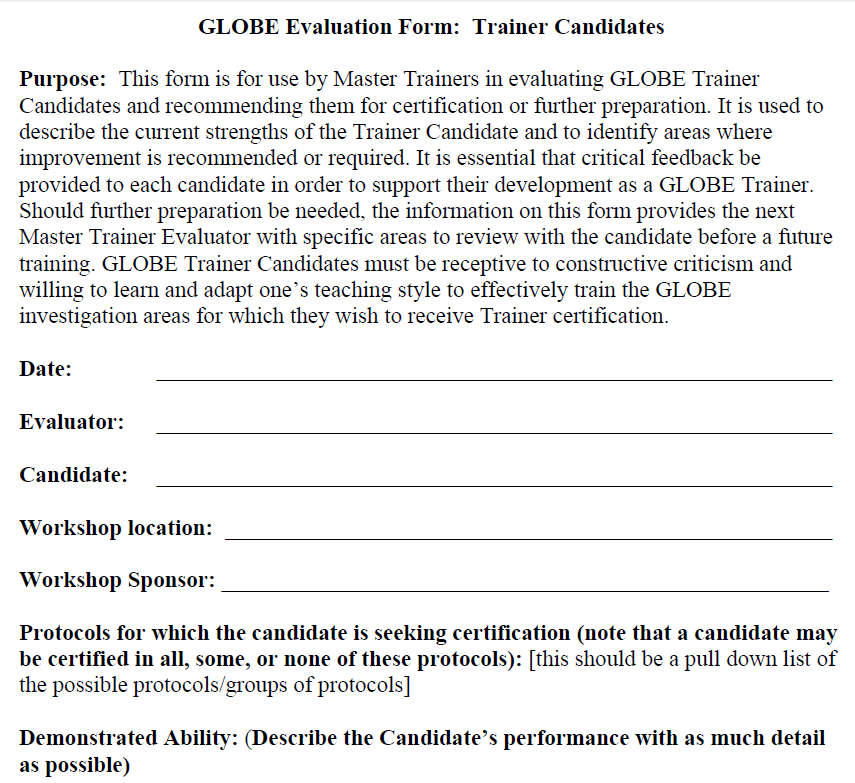 GLOBE Evaluation Form:  Trainer Candidates
Purpose:  This form is for use by Master Trainers in evaluating GLOBE Trainer
Candidates and recommending them for certification or further preparation. It is used to
describe the current strengths of the Trainer Candidate and to identify areas where
improvement is recommended or required. It is essential that critical feedback be
provided to each candidate in order to support their development as a GLOBE Trainer.
Should further preparation be needed, the information on this form provides the next
Master Trainer Evaluator with specific areas to review with the candidate before a future
training. GLOBE Trainer Candidates must be receptive to constructive criticism and
willing to learn and adapt one’s teaching style to effectively train the GLOBE
investigation areas for which they wish to receive Trainer certification.
Date:
Evaluator:
Candidate:
Workshop location:
Workshop Sponsor:
Protocols for which the candidate is seeking certification (note that a candidate may
be certified in all, some, or none of these protocols): [this should be a pull down list of
the possible protocols/groups of protocols]
Demonstrated Ability: (Describe the Candidate’s performance with as much detail
as possible)